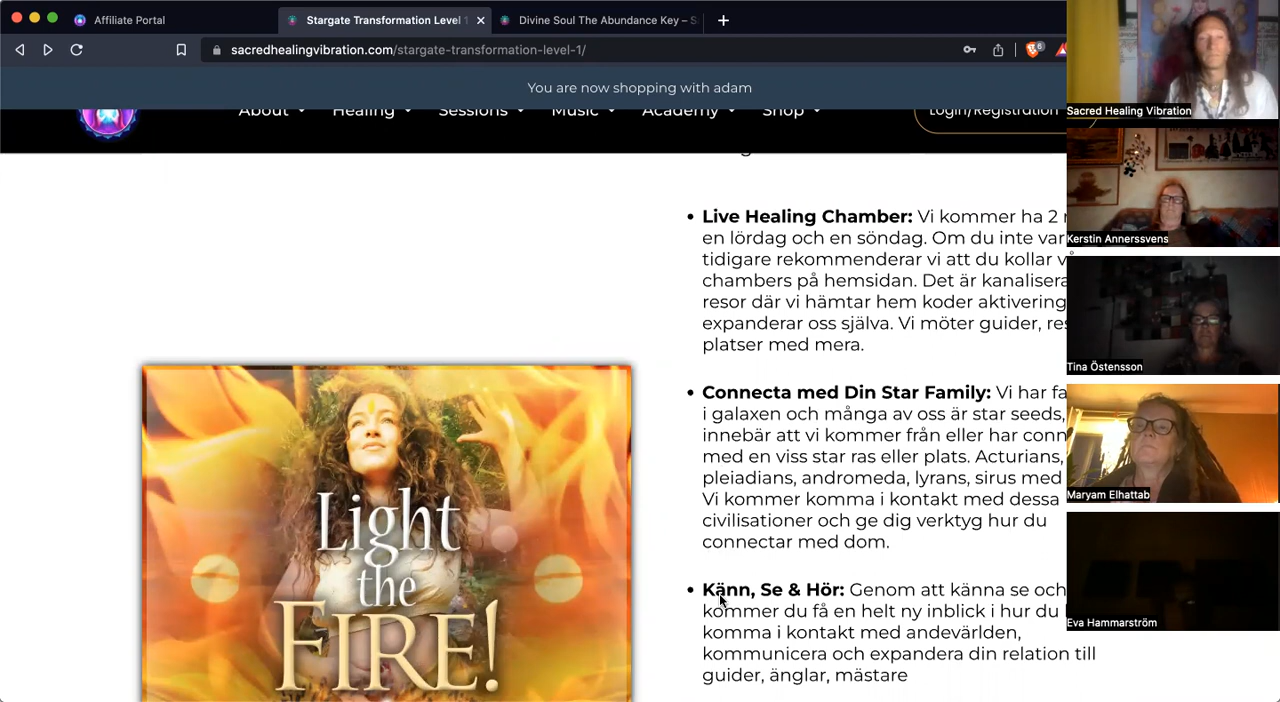 Affiliate Portal
Stargate Transformation Level 1
Divine Soul The Abundance Key – S
sacredhealingvibration.com/stargate-transformation-level-1/
6
You are now shopping with adam
About
Healing
Sessions
Music
Academy
Shop
Login/Registration
• Live Healing Chamber: Vi kommer ha 2
en lördag och en söndag. Om du inte var
tidigare rekommenderar vi att du kollar
chambers på hemsidan. Det är kanalisera
resor där vi hämtar hem koder aktivering
expanderar oss själva. Vi möter guider, res
platser med mera.
• Connecta med Din Star Family: Vi har fa
i galaxen och många av oss är star seeds,
innebär att vi kommer från eller har conn
med en viss star ras eller plats. Acturians,
pleiadians, andromeda, lyrans, sirus med
Vi kommer komma i kontakt med dessa
civilisationer och ge dig verktyg hur du
connectar med dom.
• Känn, Se & Hör: Genom att känna se och
kommer du få en helt ny inblick i hur du
komma i kontakt med andevärlden,
kommunicera och expandera din relation till
guider, änglar, mästare
Light
the
FIRE!
Sacred Healing Vibration
Kerstin Annerssvens
Tina Östensson
Maryam Elhattab
Eva Hammarström